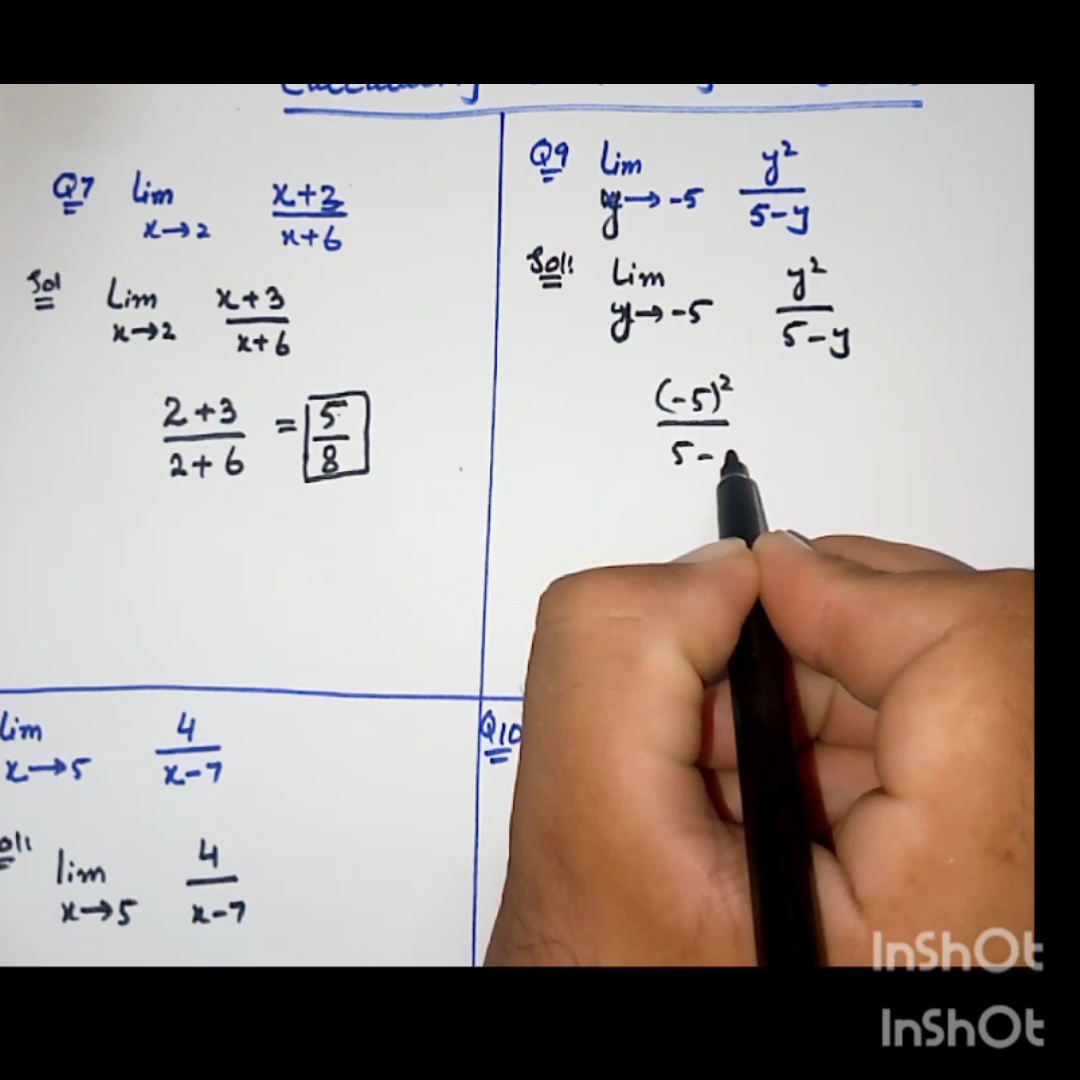 Q7 lim x→2 x+3/x+6
Sol lim x→2 x+3/x+6
2+3/2+6 = 5/8
lim x→5 4/x-7
lim x→5 4/x-7
Q9 lim y→-5 y²/5-y
Sol: lim y→-5 y²/5-y
(-5)²/5-
Q10
InShOt
InShOt